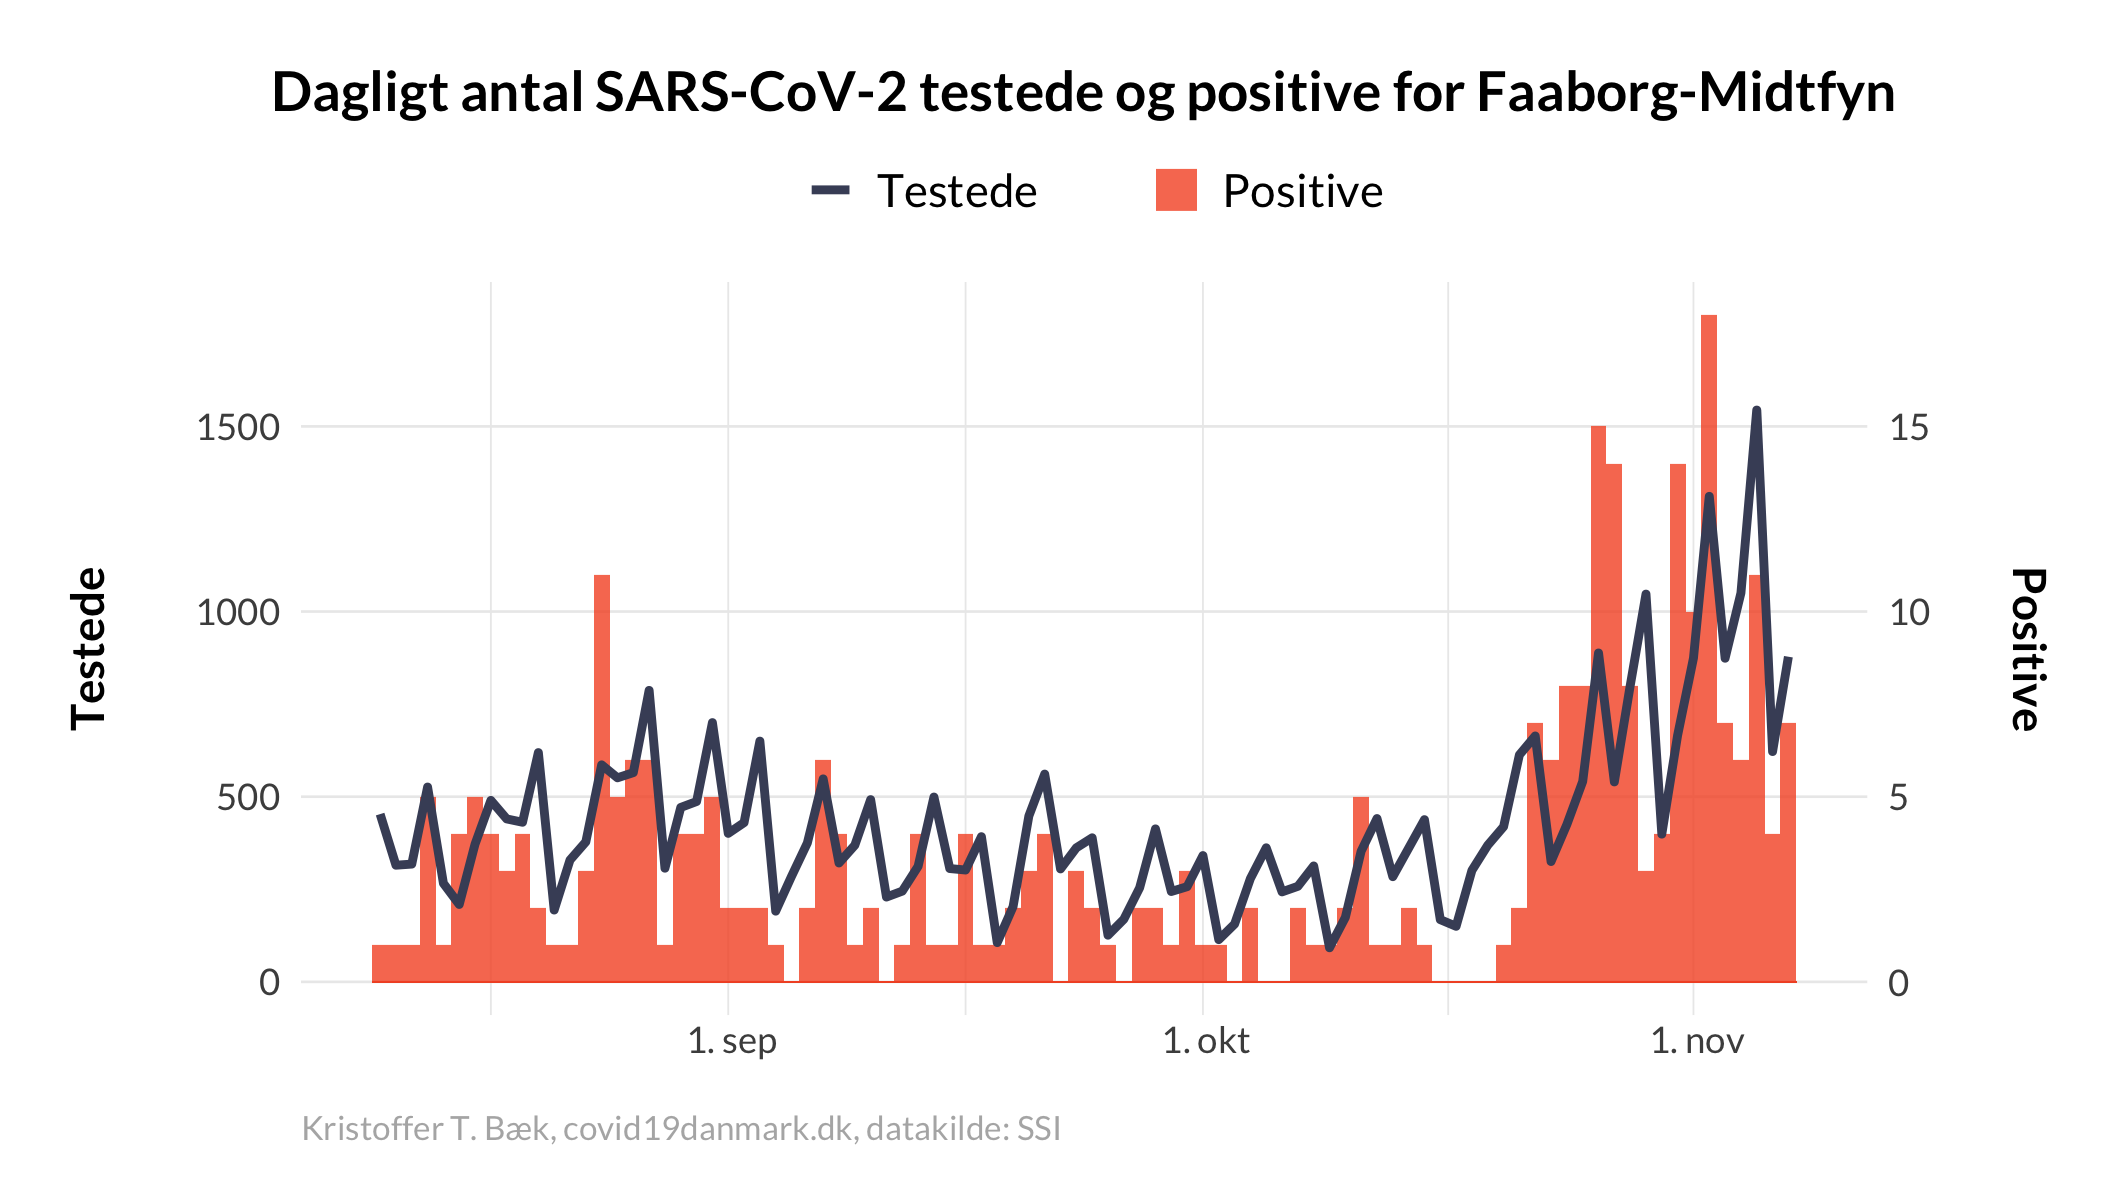 Dagligt antal SARS-CoV-2 testede og positive for Faaborg-Midtfyn
Testede
Positive
1500
1000
500
0
15
10
5
0
Testede
Positive
1. sep
1. okt
1. nov
Kristoffer T. Bæk, covid19danmark.dk, datakilde: SSI